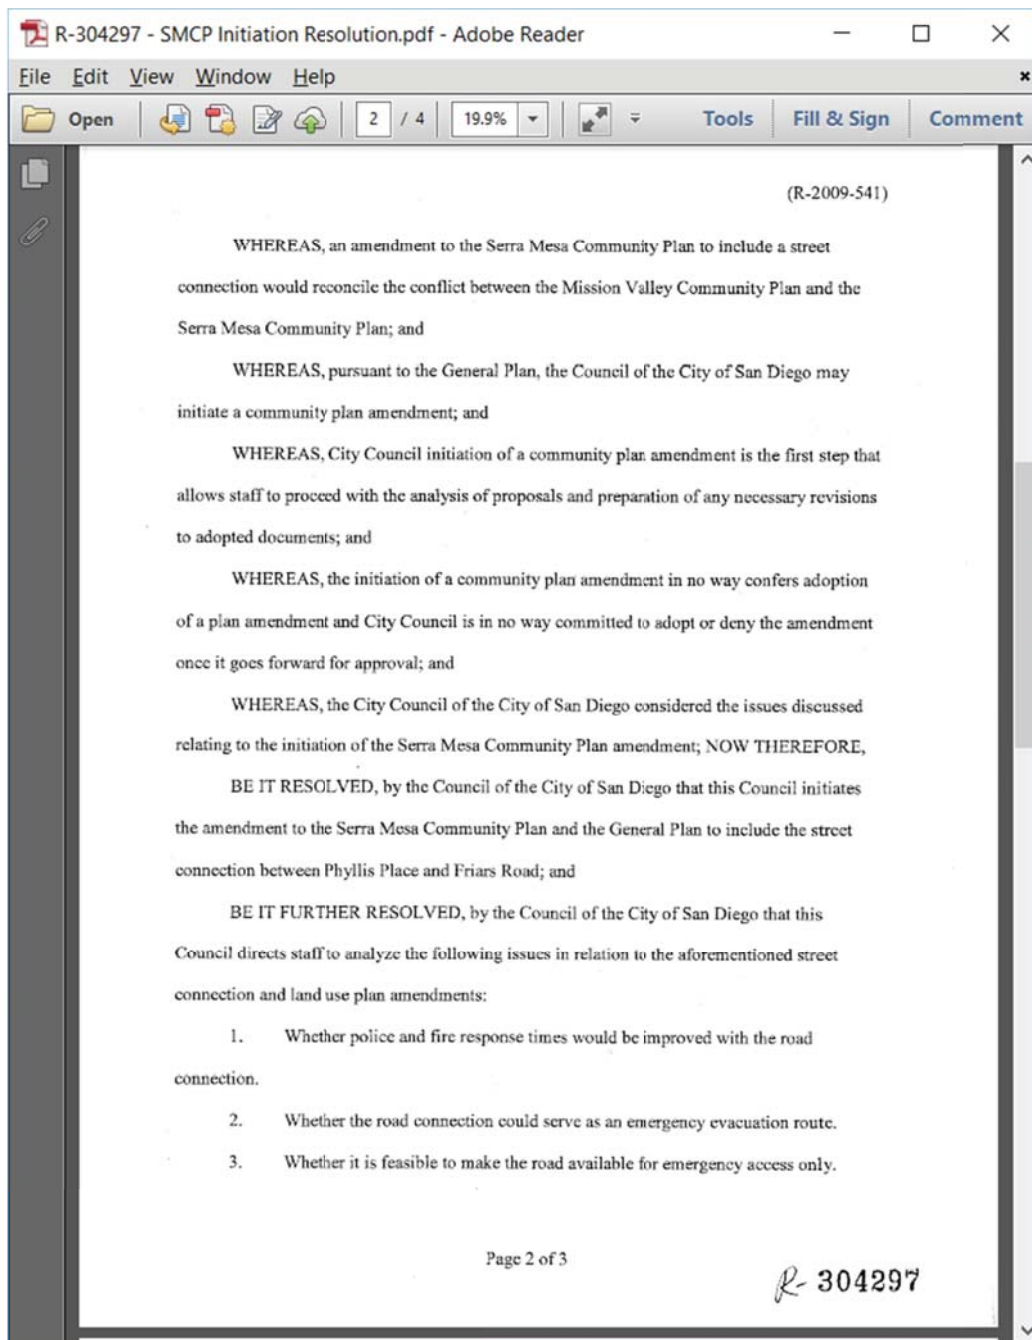 R-304297 - SMCP Initiation Resolution.pdf - Adobe Reader
File Edit View Window Help
Open 2 / 4 19.9% Tools Fill & Sign Comment
(R-2009-541)
WHEREAS, an amendment to the Serra Mesa Community Plan to include a street
connection would reconcile the conflict between the Mission Valley Community Plan and the
Serra Mesa Community Plan; and
WHEREAS, pursuant to the General Plan, the Council of the City of San Diego may
initiate a community plan amendment; and
WHEREAS, City Council initiation of a community plan amendment is the first step that
allows staff to proceed with the analysis of proposals and preparation of any necessary revisions
to adopted documents; and
WHEREAS, the initiation of a community plan amendment in no way confers adoption
of a plan amendment and City Council is in no way committed to adopt or deny the amendment
once it goes forward for approval; and
WHEREAS, the City Council of the City of San Diego considered the issues discussed
relating to the initiation of the Serra Mesa Community Plan amendment; NOW THEREFORE,
BE IT RESOLVED, by the Council of the City of San Diego that this Council initiates
the amendment to the Serra Mesa Community Plan and the General Plan to include the street
connection between Phyllis Place and Friars Road; and
BE IT FURTHER RESOLVED, by the Council of the City of San Diego that this
Council directs staff to analyze the following issues in relation to the aforementioned street
connection and land use plan amendments:
1. Whether police and fire response times would be improved with the road
connection.
2. Whether the road connection could serve as an emergency evacuation route.
3. Whether it is feasible to make the road available for emergency access only.
Page 2 of 3
R- 304297